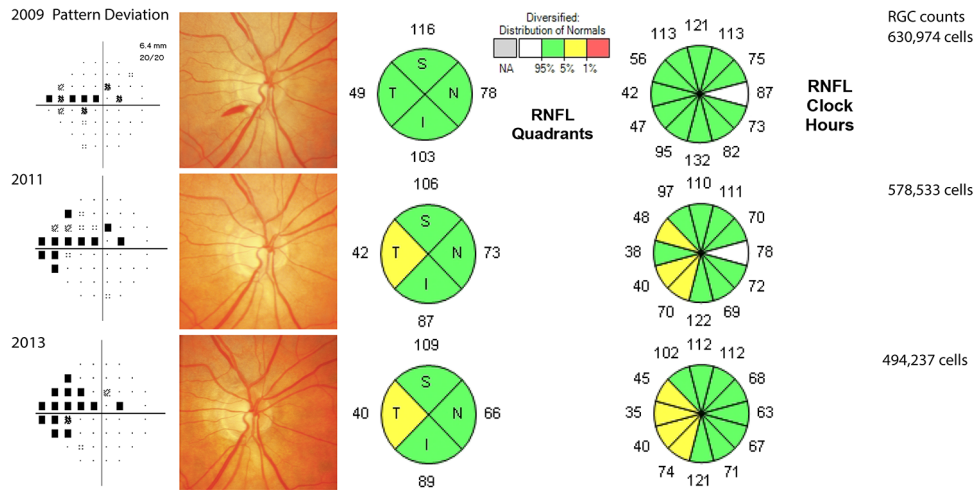 2009 Pattern Deviation
6.4 mm
20/20
116
49 S T N I 78
103
Diversified:
Distribution of Normals
NA 95% 5% 1%
RNFL
Quadrants
121
113 113
56 75
42 87
47 73
95 82
132
RNFL
Clock
Hours
RGC counts
630,974 cells
2011
106
42 S T N I 73
87
110
97 111
48 70
38 78
40 72
70 69
122
578,533 cells
2013
109
40 S T N I 66
89
112
102 112
45 68
35 63
40 67
74 71
121
494,237 cells